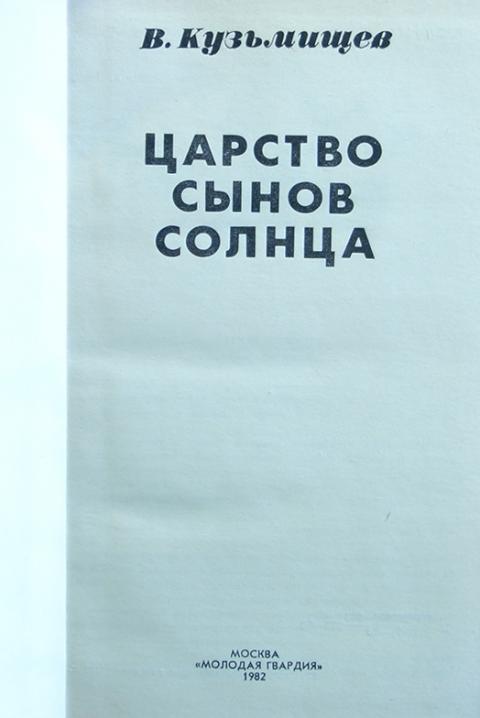 В. Кузьмищев
ЦАРСТВО
СЫНОВ
СОЛНЦА
МОСКВА
«МОЛОДАЯ ГВАРДИЯ»
1982